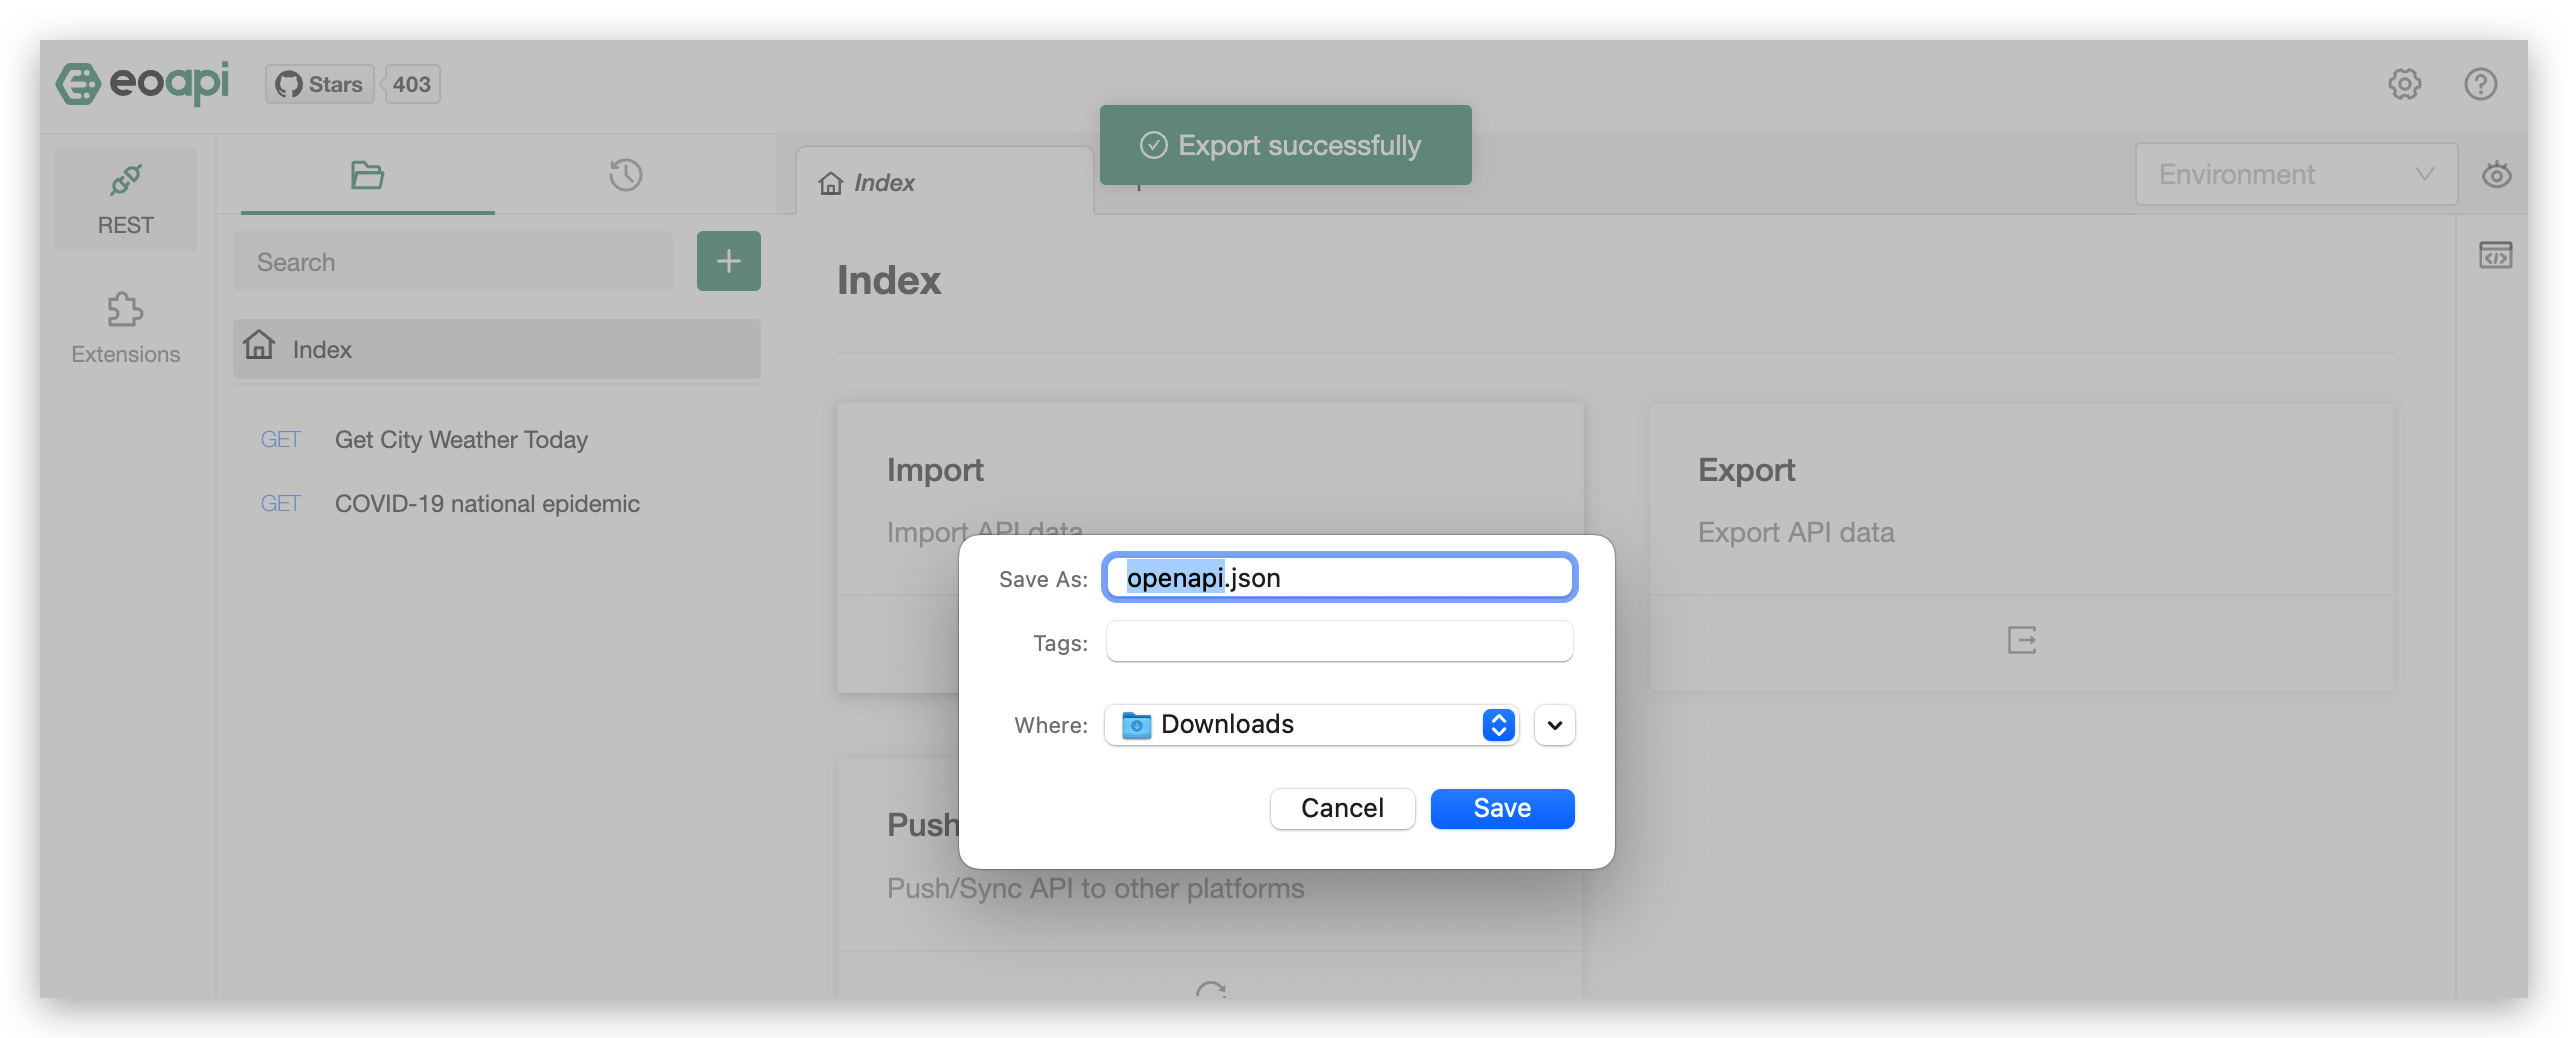 eoapi
Stars 403
Export successfully
REST
Extensions
Search
Index
GET Get City Weather Today
GET COVID-19 national epidemic
Index
Environment
Index
Import
Import API data
Export
Export API data
Save As: openapi.json
Tags:
Where: Downloads
Cancel Save
Push
Push/Sync API to other platforms